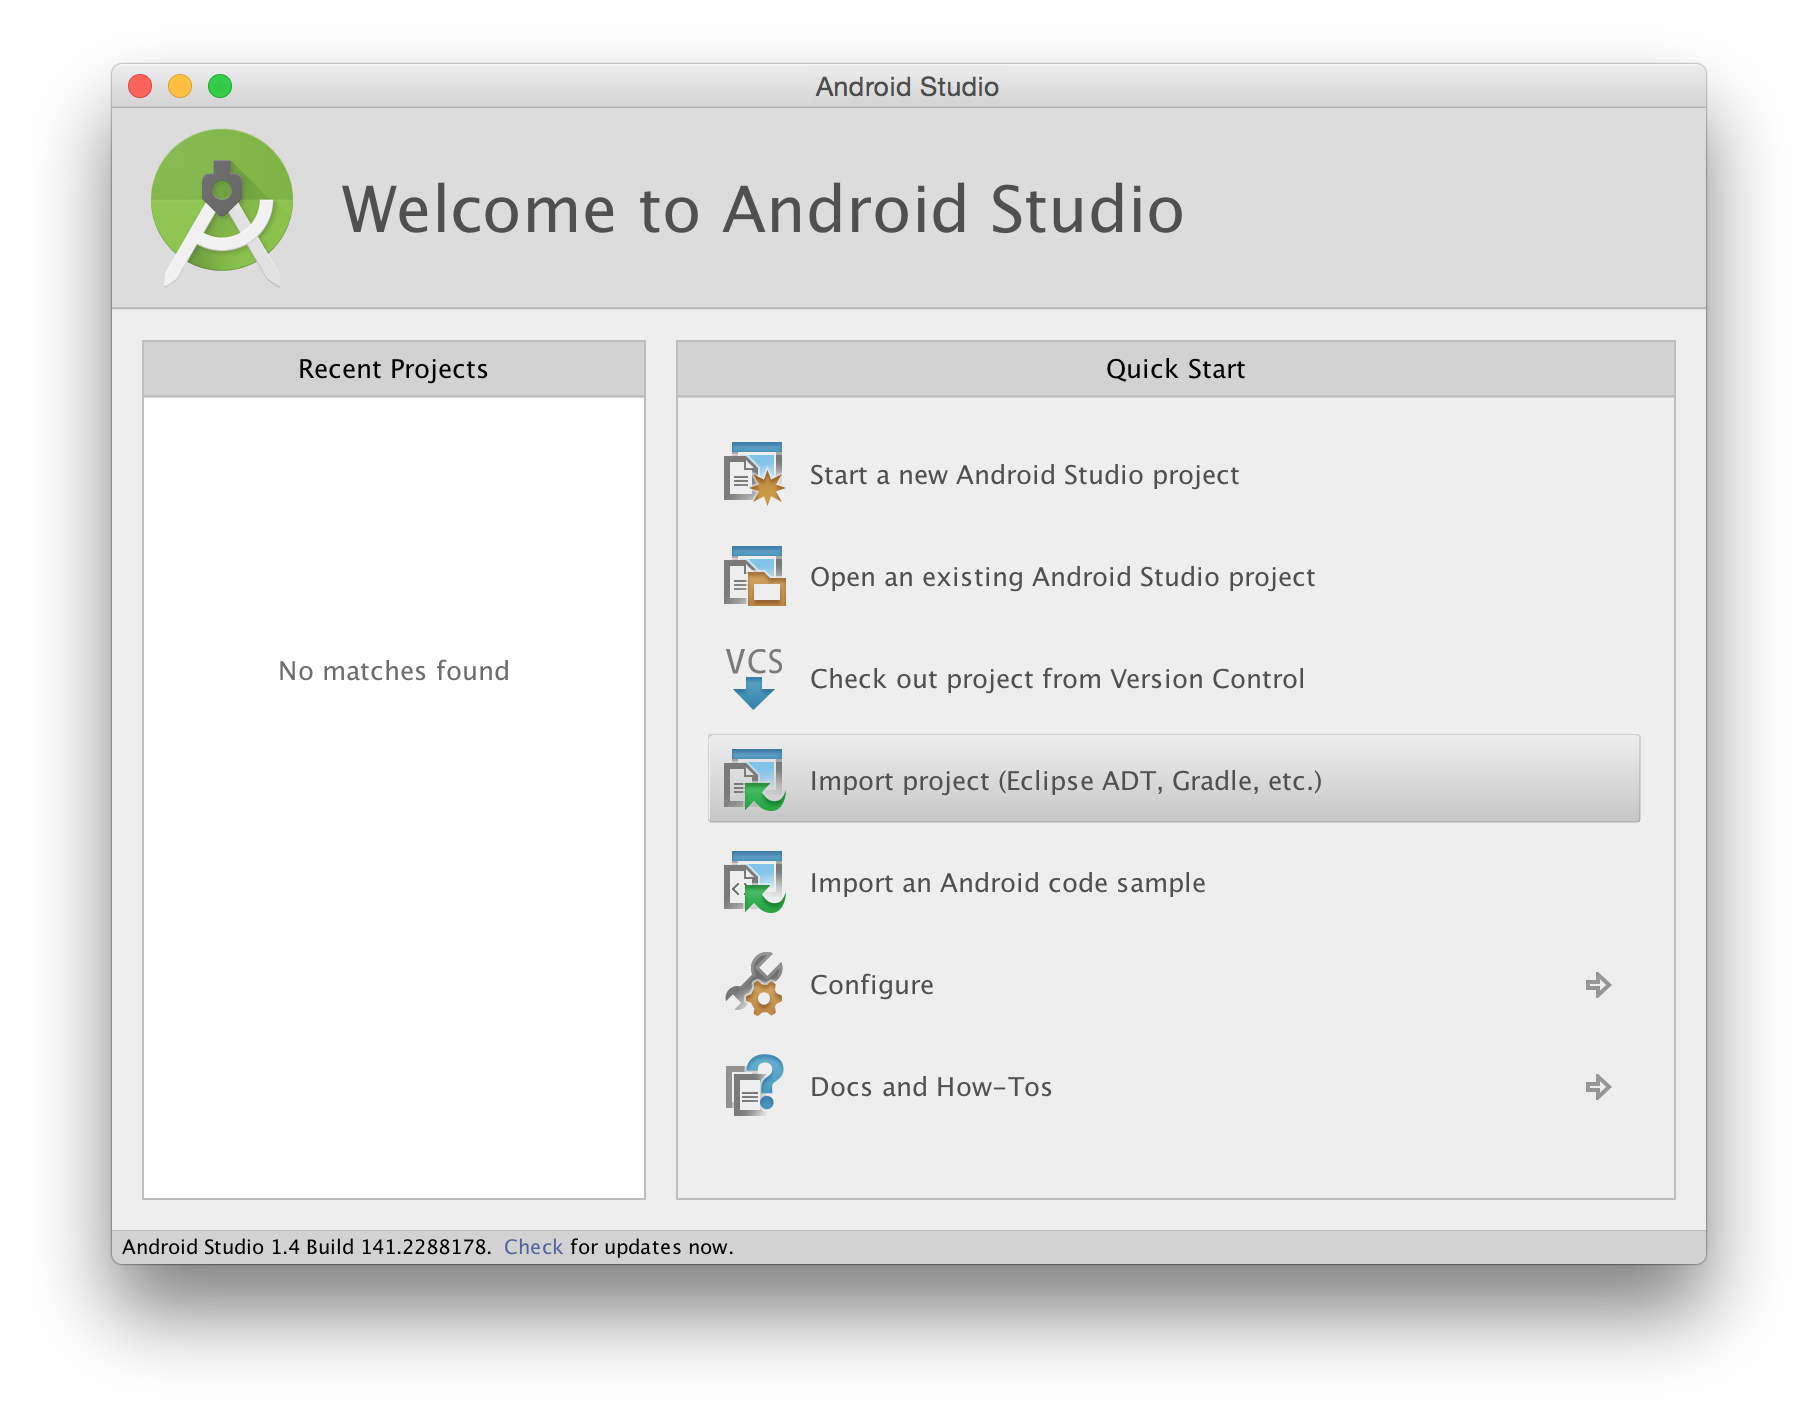 Android Studio
Welcome to Android Studio
Recent Projects
No matches found
Quick Start
Start a new Android Studio project
Open an existing Android Studio project
VCS
Check out project from Version Control
Import project (Eclipse ADT, Gradle, etc.)
Import an Android code sample
Configure
Docs and How-Tos
Android Studio 1.4 Build 141.2288178. Check for updates now.